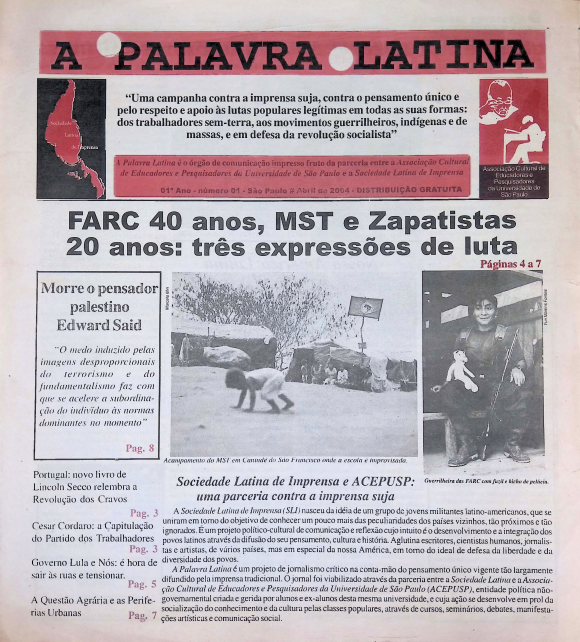 A PALAVRA LATINA
Sociedade
Latina
de Imprensa
“Uma campanha contra a imprensa suja, contra o pensamento único e
pelo respeito e apoio às lutas populares legítimas em todas as suas formas:
dos trabalhadores sem-terra, aos movimentos guerrilheiros, indígenas e de
massas, e em defesa da revolução socialista”
Associação Cultural de
Educadores e
Pesquisadores
da Universidade de
São Paulo
A Palavra Latina é o órgão de comunicação impresso fruto da parceria entre a Associação Cultural
de Educadores e Pesquisadores da Universidade de São Paulo e a Sociedade Latina de Imprensa
01º Ano - número 01 - São Paulo # Abril de 2004 - DISTRIBUIÇÃO GRATUITA
FARC 40 anos, MST e Zapatistas
20 anos: três expressões de luta
Páginas 4 a 7
Morre o pensador
palestino
Edward Said
“O medo induzido pelas
imagens desproporcionais
do terrorismo e do
fundamentalismo faz com
que se acelere a subordina-
ção do indivíduo às normas
dominantes no momento”
Pag. 8
Acampamento do MST em Canindé do São Francisco onde a escola é improvisada.
Guerrilheira das FARC com fuzil e bicho de pelúcia.
Portugal: novo livro de
Lincoln Secco relembra a
Revolução dos Cravos
Pag. 3
Cesar Cordaro: a Capitulação
do Partido dos Trabalhadores
Pag. 3
Governo Lula e Nós: é hora de
sair às ruas e tensionar.
Pag. 5
A Questão Agrária e as Perife-
rias Urbanas
Pag. 7
Sociedade Latina de Imprensa e ACEPUSP:
uma parceria contra a imprensa suja
A Sociedade Latina de Imprensa (SLI) nasceu da idéia de um grupo de jovens militantes latino-americanos, que se
uniram em torno do objetivo de conhecer um pouco mais das peculiaridades dos países vizinhos, tão próximos e tão
ignorados. É um projeto político-cultural de comunicação e reflexão cujo intuito é o desenvolvimento e a integração dos
povos latinos através da difusão do seu pensamento, cultura e história. Aglutina escritores, cientistas humanos, jornalis-
tas e artistas, de vários países, mas em especial da nossa América, em torno do ideal de defesa da liberdade e da
diversidade dos povos.
A Palavra Latina é um projeto de jornalismo crítico na conta-mão do pensamento único vigente tão largamente
difundido pela imprensa tradicional. O jornal foi viabilizado através da parceria entre a Sociedade Latina e a Associa-
ção Cultural de Educadores e Pesquisadores da Universidade de São Paulo (ACEPUSP), entidade política não-
governamental criada e gerida por alunos e ex-alunos desta mesma universidade, e cuja ação se desenvolve em prol da
socialização do conhecimento e da cultura pelas classes populares, através de cursos, seminários, debates, manifesta-
ções artísticas e comunicação social.